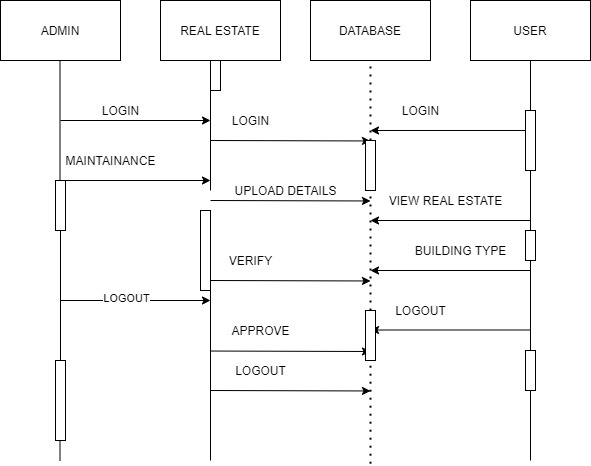 ADMIN
REAL ESTATE
DATABASE
USER
LOGIN
LOGIN
LOGIN
MAINTAINANCE
UPLOAD DETAILS
VIEW REAL ESTATE
BUILDING TYPE
VERIFY
LOGOUT
LOGOUT
APPROVE
LOGOUT